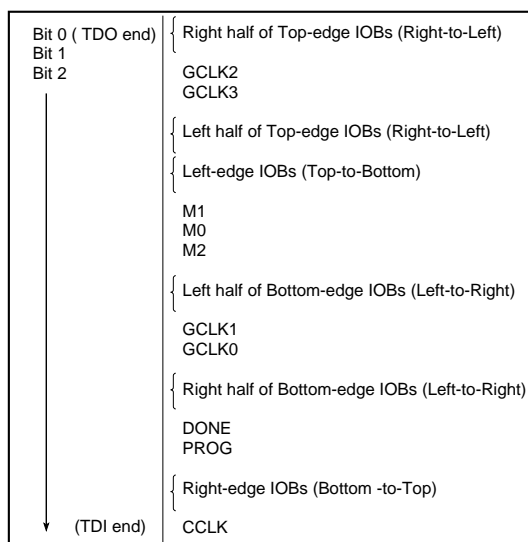 Bit 0 ( TDO end)
Bit 1
Bit 2
Right half of Top-edge IOBs (Right-to-Left)
GCLK2
GCLK3
Left half of Top-edge IOBs (Right-to-Left)
Left-edge IOBs (Top-to-Bottom)
M1
M0
M2
Left half of Bottom-edge IOBs (Left-to-Right)
GCLK1
GCLK0
Right half of Bottom-edge IOBs (Left-to-Right)
DONE
PROG
Right-edge IOBs (Bottom -to-Top)
(TDI end)
CCLK